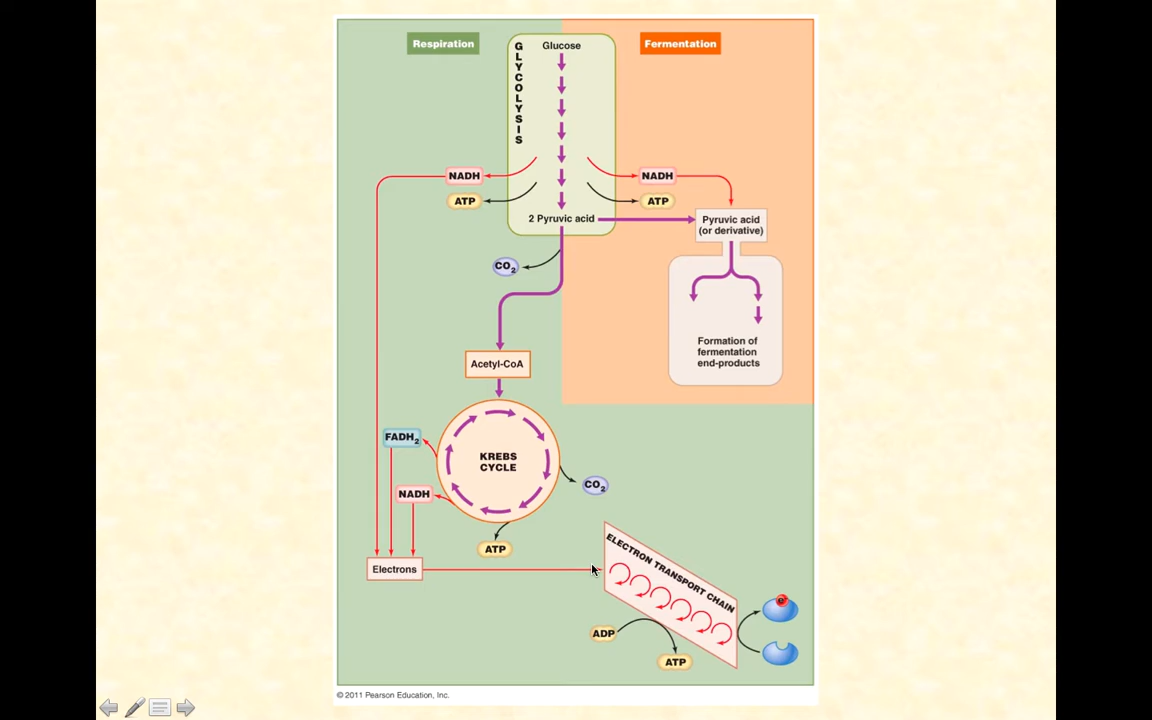 Respiration
Fermentation
GLYCOLYSIS
Glucose
NADH
NADH
ATP
ATP
2 Pyruvic acid
Pyruvic acid
(or derivative)
CO₂
Formation of
fermentation
end-products
Acetyl-CoA
FADH₂
KREBS
CYCLE
NADH
CO₂
ATP
Electrons
ELECTRON TRANSPORT CHAIN
e⁻
ADP
ATP
© 2011 Pearson Education, Inc.